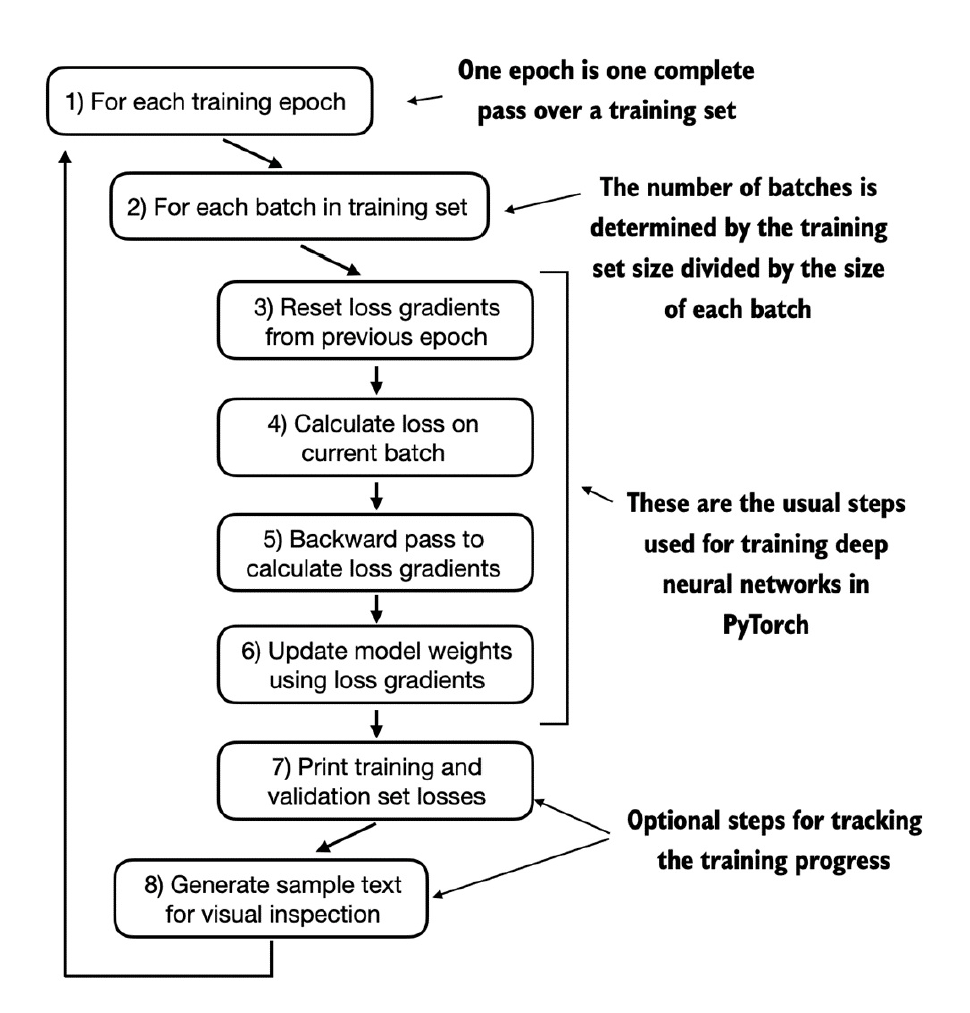 1) For each training epoch
One epoch is one complete
pass over a training set
2) For each batch in training set
The number of batches is
determined by the training
set size divided by the size
of each batch
3) Reset loss gradients
from previous epoch
4) Calculate loss on
current batch
5) Backward pass to
calculate loss gradients
6) Update model weights
using loss gradients
These are the usual steps
used for training deep
neural networks in
PyTorch
7) Print training and
validation set losses
8) Generate sample text
for visual inspection
Optional steps for tracking
the training progress